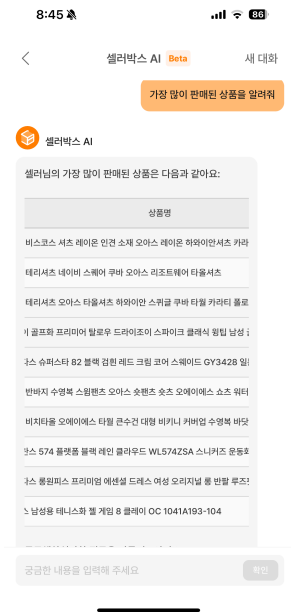 8:45
86
셀러박스 AI Beta
새 대화
가장 많이 판매된 상품을 알려줘
셀러박스 AI
셀러님의 가장 많이 판매된 상품은 다음과 같아요:
상품명
비스코스 셔츠 레이온 인견 소재 오아스 레이온 하와이안셔츠 카라
테리셔츠 네이비 스퀘어 쿠바 오아스 리조트웨어 타올셔츠
테리셔츠 오아스 타올셔츠 하와이안 스퀴글 쿠바 타월 카라티 플로
골프화 프리미어 탈로우 드라이조이 스파이크 클래식 윙팁 남성
슈퍼스타 82 블랙 검흰 레드 크림 코어 스웨이드 GY3428
반바지 수영복 스윔팬츠 오아스 숏팬츠 숏츠 오에이에스 쇼츠 워터
비치타올 오에이에스 타월 큰수건 대형 비키니 커버업 수영복 바닷
574 플랫폼 블랙 레인 클라우드 WL574ZSA 스니커즈 운동화
롱원피스 프리미엄 에센셜 드레스 여성 오리지널 롱 반팔
남성용 테니스화 젤 게임 8 클레이 OC 1041A193-104
궁금한 내용을 입력해 주세요
확인